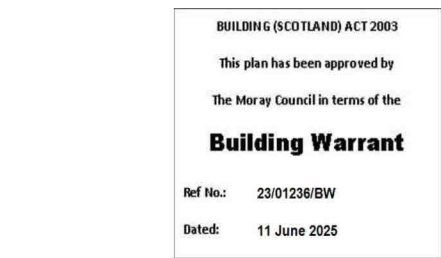 BUILDING (SCOTLAND) ACT 2003
This plan has been approved by
The Moray Council in terms of the
Building Warrant
Ref No.: 23/01236/BW
Dated: 11 June 2025